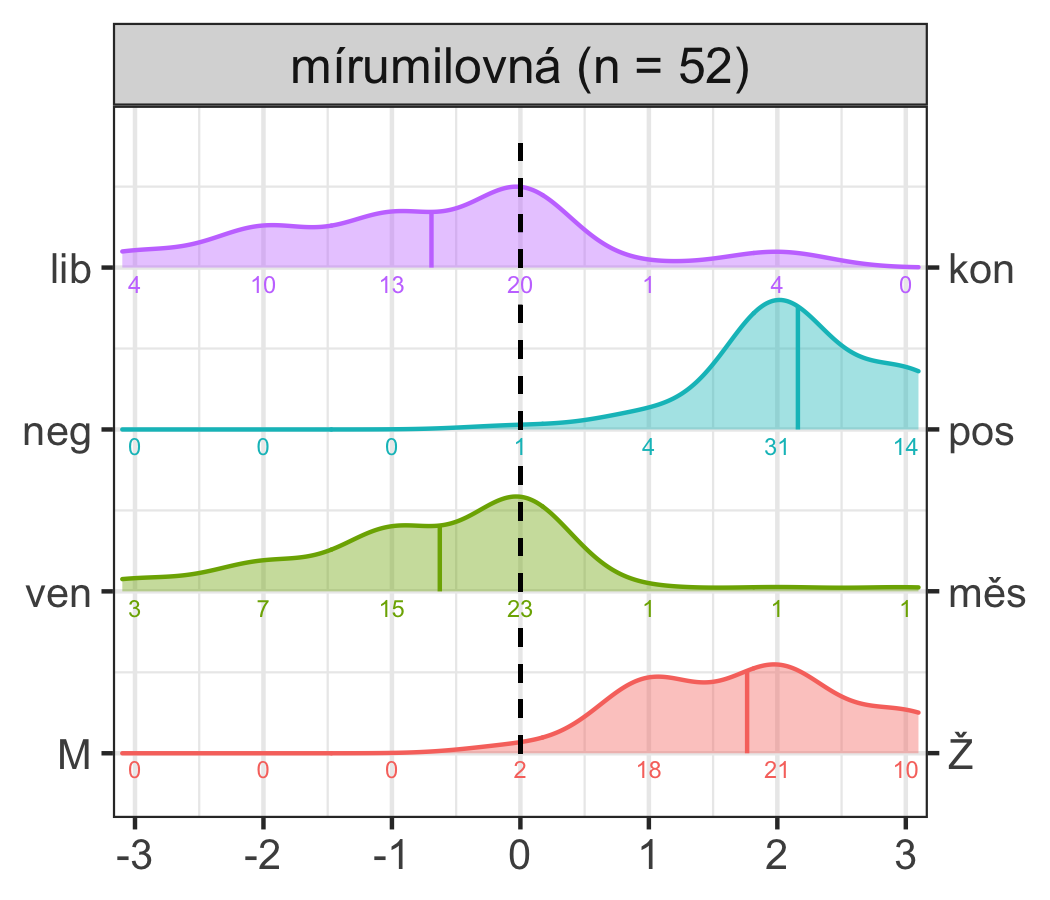 mírumilovná (n = 52)
lib kon
4 10 13 20 1 4 0
neg pos
0 0 0 1 4 31 14
ven měs
3 7 15 23 1 1 1
M Ž
0 0 0 2 18 21 10
-3 -2 -1 0 1 2 3